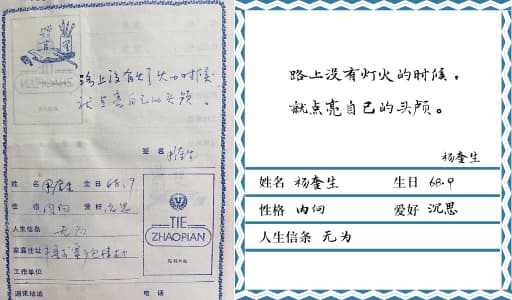 路上没有灯火的时候
就点亮自己的头颅。
签名 杨奎生
姓名 杨奎生 生日 68.9
性格 内向 爱好 沉思
人生信条 无为
家庭住址
工作单位
通讯地址 电话
TIE
ZHAOPIAN
路上没有灯火的时候，
就点亮自己的头颅。
杨奎生
姓名 杨奎生 生日 68.9
性格 内向 爱好 沉思
人生信条 无为